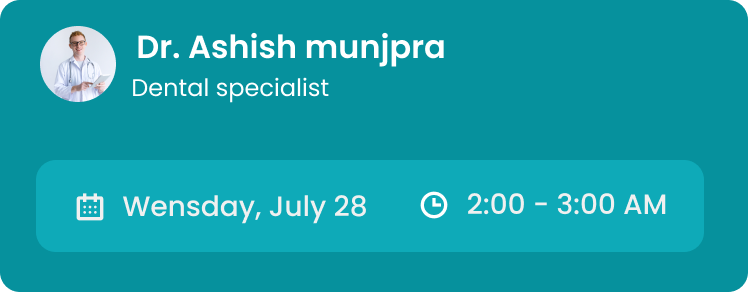 Dr. Ashish munjpra
Dental specialist
Wensday, July 28
2:00 - 3:00 AM